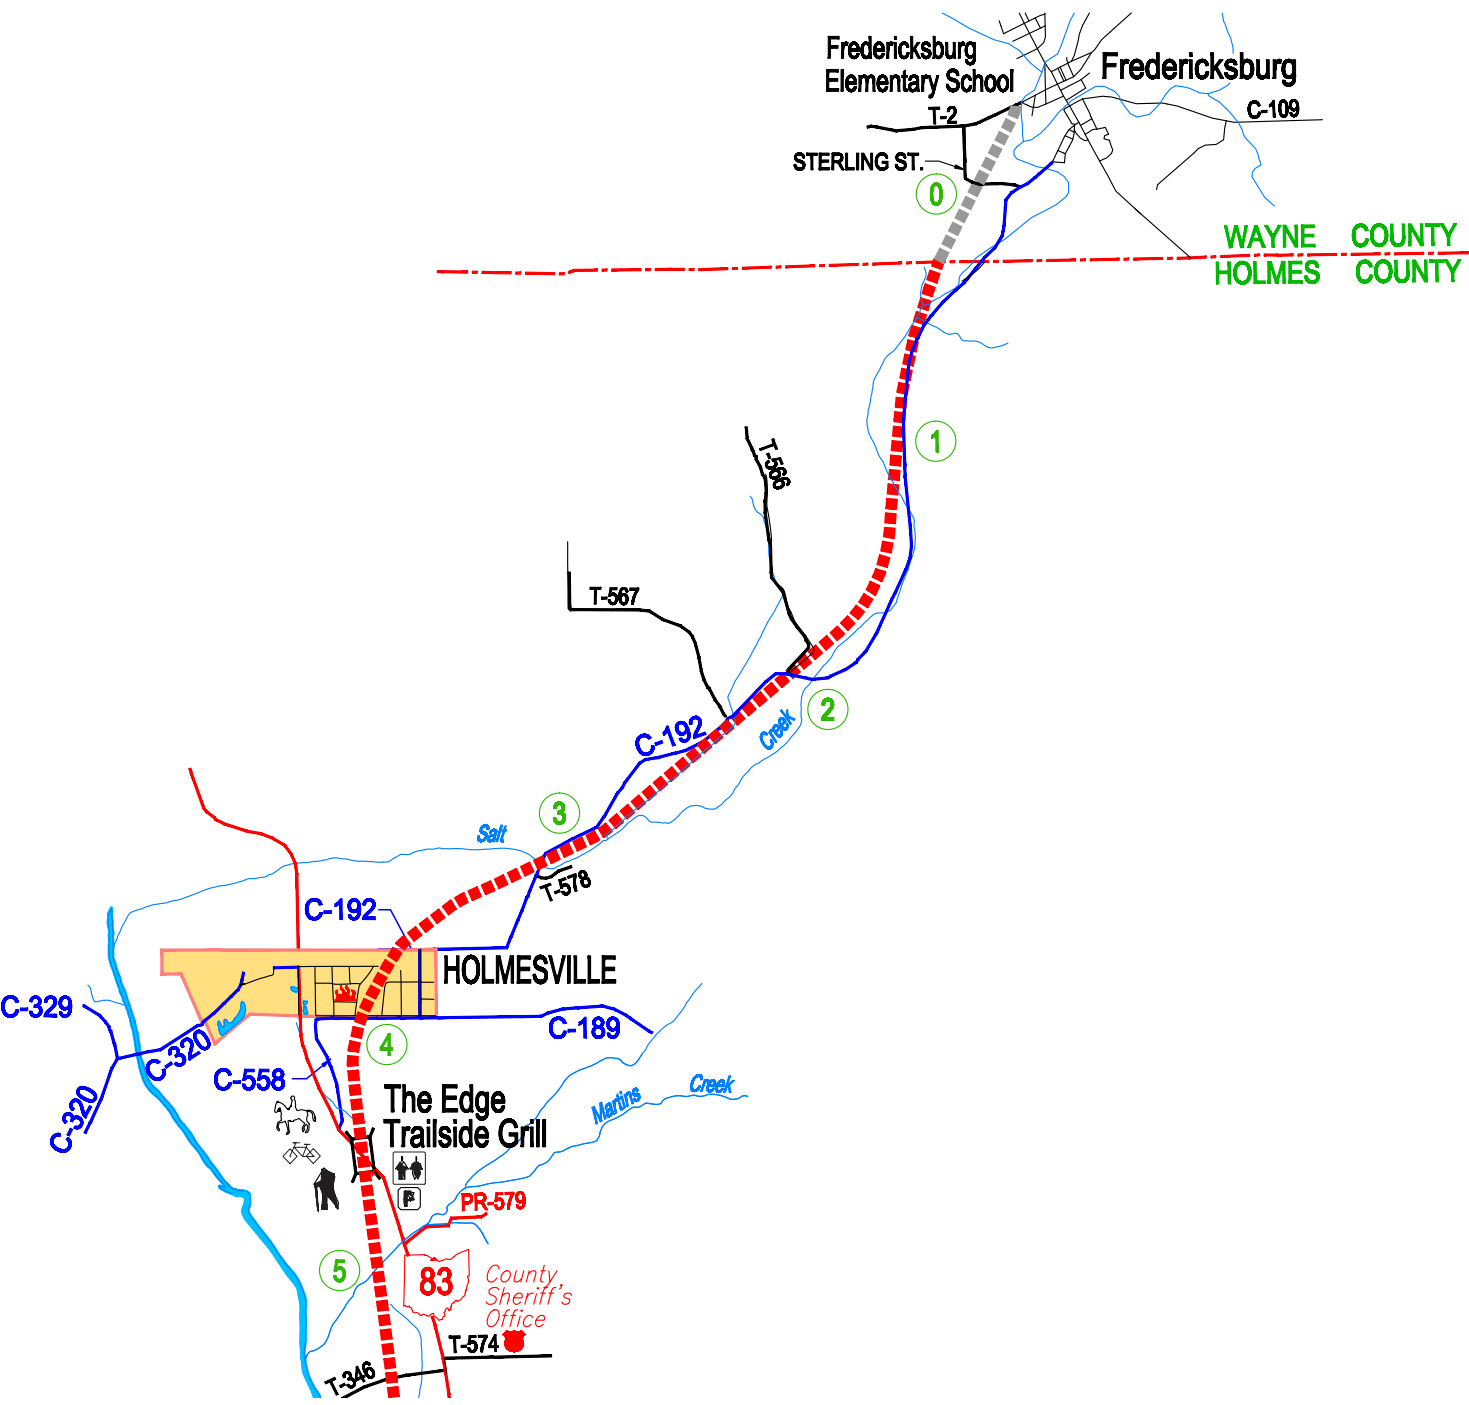 Fredericksburg
Elementary School
Fredericksburg
T-2
C-109
STERLING ST.
0
WAYNE COUNTY
HOLMES COUNTY
1
T-566
T-567
2
C-192
Creek
3
Salt
T-578
C-192
HOLMESVILLE
C-329
C-320
C-189
4
C-558
C-320
The Edge
Trailside Grill
Martins Creek
P
PR-579
5
83
County
Sheriff's
Office
T-574
T-346